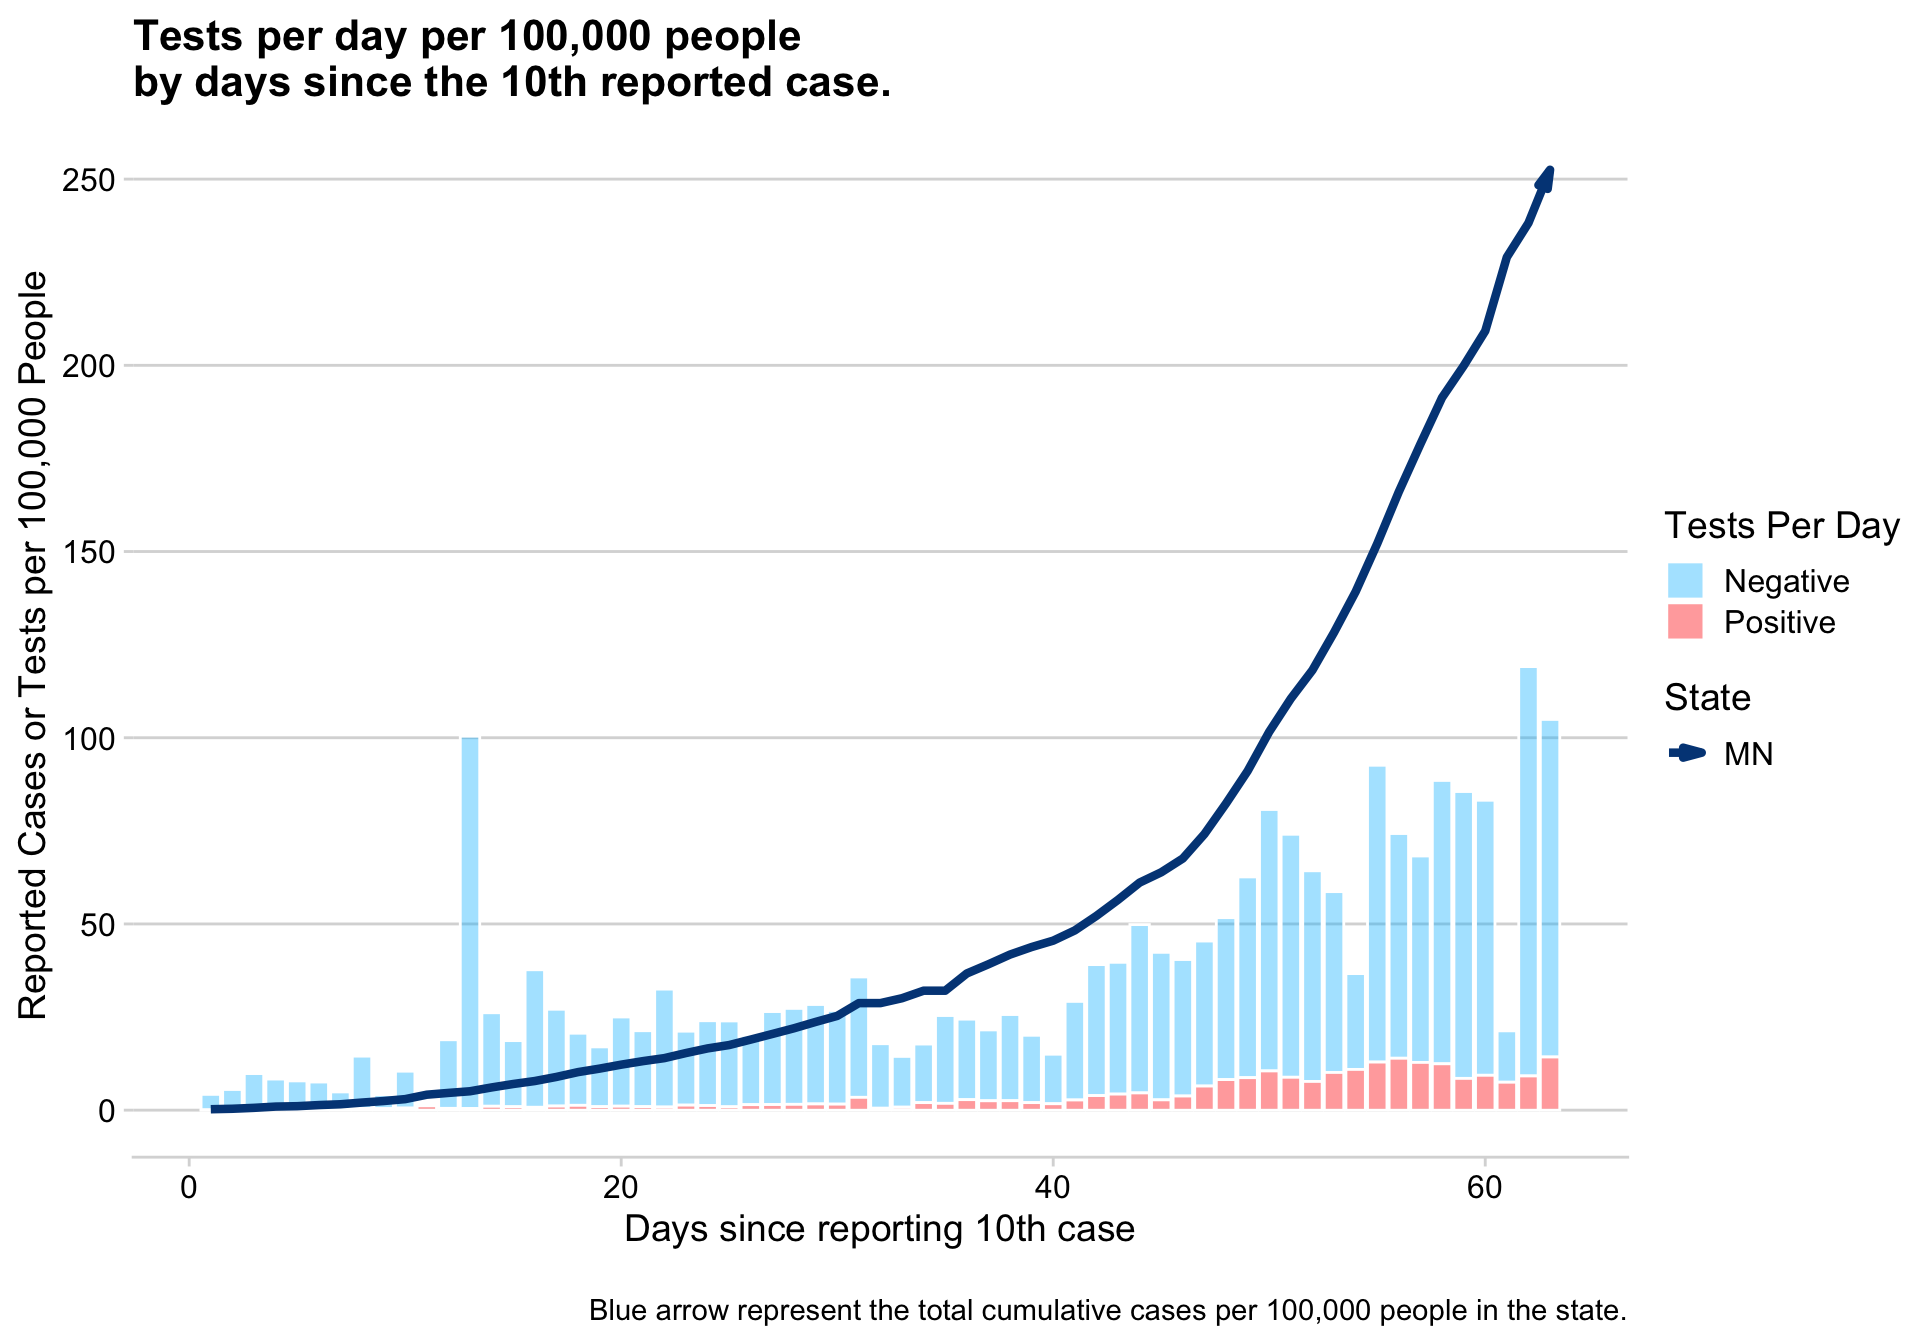 Tests per day per 100,000 people
by days since the 10th reported case.
Reported Cases or Tests per 100,000 People
250
200
150
100
50
0
0
20
40
60
Days since reporting 10th case
Tests Per Day
Negative
Positive
State
MN
Blue arrow represent the total cumulative cases per 100,000 people in the state.